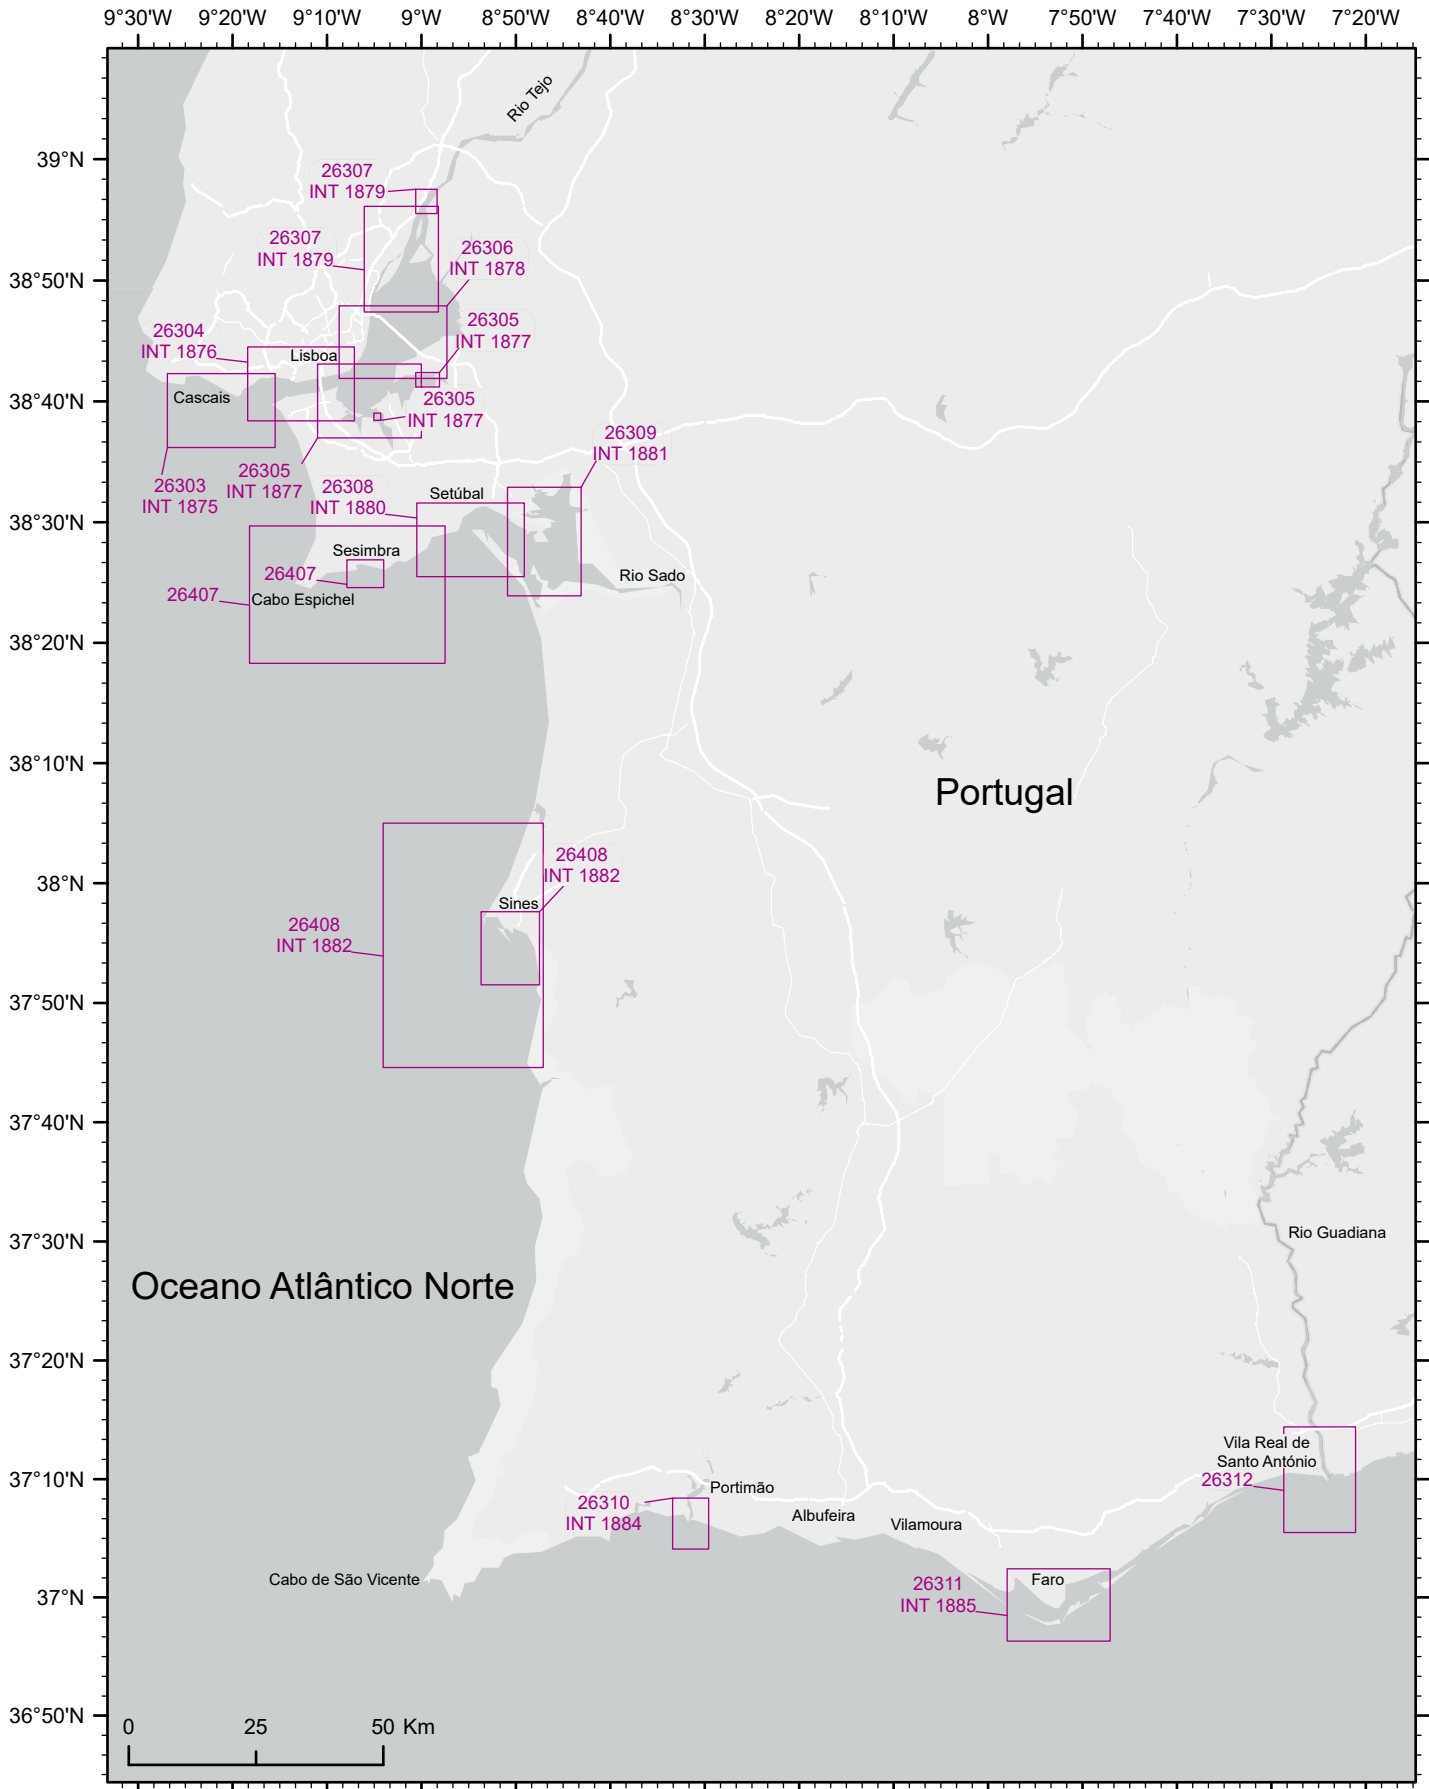 9°30'W 9°20'W 9°10'W 9°W 8°50'W 8°40'W 8°30'W 8°20'W 8°10'W 8°W 7°50'W 7°40'W 7°30'W 7°20'W
Rio Tejo
39°N
26307
INT 1879
26307
INT 1879
26306
INT 1878
38°50'N
26305
INT 1877
26304
INT 1876
Lisboa
38°40'N
Cascais
26305
INT 1877
26309
INT 1881
26303
INT 1875
26305
INT 1877
26308
INT 1880
Setúbal
38°30'N
Sesimbra
26407
Rio Sado
26407
Cabo Espichel
38°20'N
38°10'N
Portugal
26408
INT 1882
38°N
Sines
26408
INT 1882
37°50'N
37°40'N
37°30'N
Rio Guadiana
Oceano Atlântico Norte
37°20'N
Vila Real de
Santo António
37°10'N
26312
Portimão
26310
INT 1884
Albufeira
Vilamoura
Cabo de São Vicente
37°N
26311
INT 1885
Faro
36°50'N
0 25 50 Km